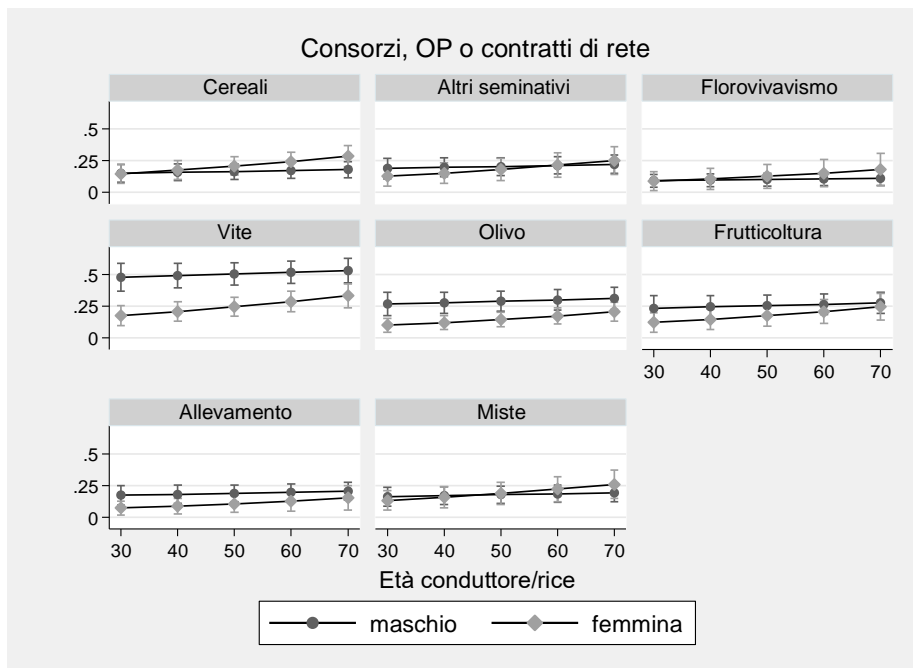 Consorzi, OP o contratti di rete
Cereali
Altri seminativi
Florovivavismo
.5
.25
0
Vite
Olivo
Frutticoltura
.5
.25
0
30 40 50 60 70
Allevamento
Miste
.5
.25
0
30 40 50 60 70
30 40 50 60 70
Età conduttore/rice
maschio
femmina